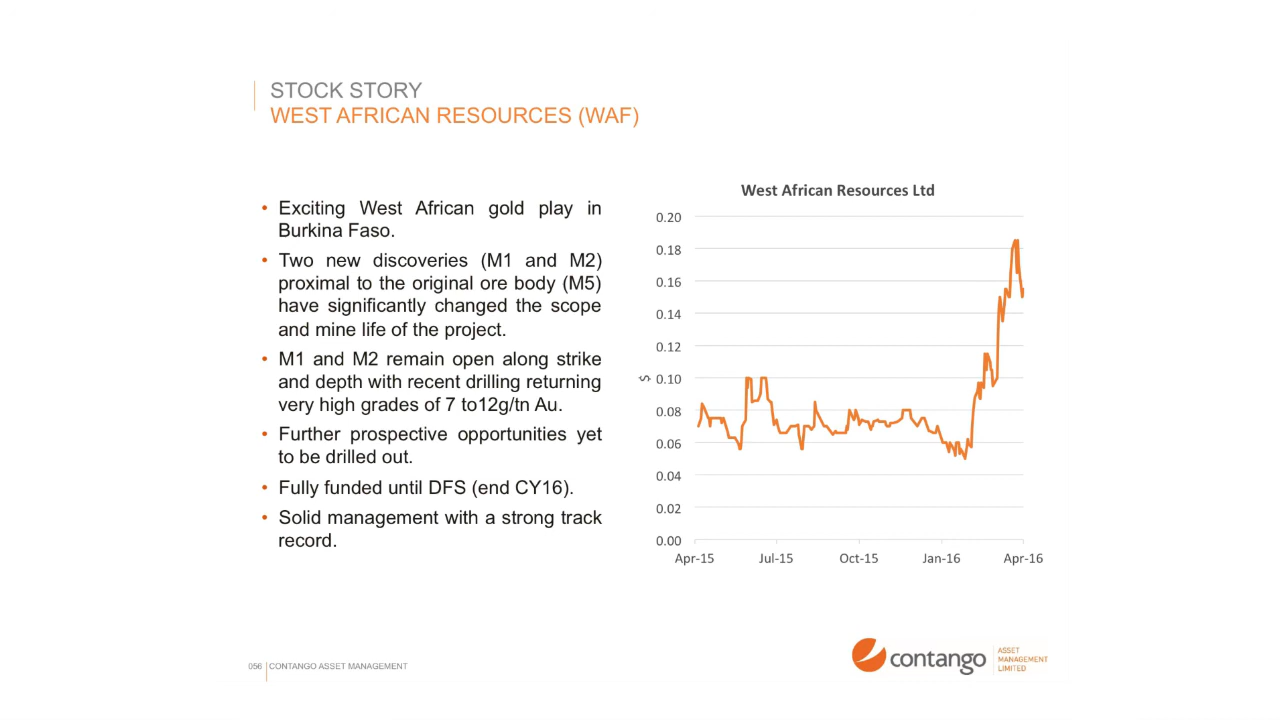 STOCK STORY
WEST AFRICAN RESOURCES (WAF)
• Exciting West African gold play in
Burkina Faso.
• Two new discoveries (M1 and M2)
proximal to the original ore body (M5)
have significantly changed the scope
and mine life of the project.
• M1 and M2 remain open along strike
and depth with recent drilling returning
very high grades of 7 to12g/tn Au.
• Further prospective opportunities yet
to be drilled out.
• Fully funded until DFS (end CY16).
• Solid management with a strong track
record.
West African Resources Ltd
0.20
0.18
0.16
0.14
0.12
$
0.10
0.08
0.06
0.04
0.02
0.00
Apr-15 Jul-15 Oct-15 Jan-16 Apr-16
056 CONTANGO ASSET MANAGEMENT
contango
ASSET
MANAGEMENT
LIMITED